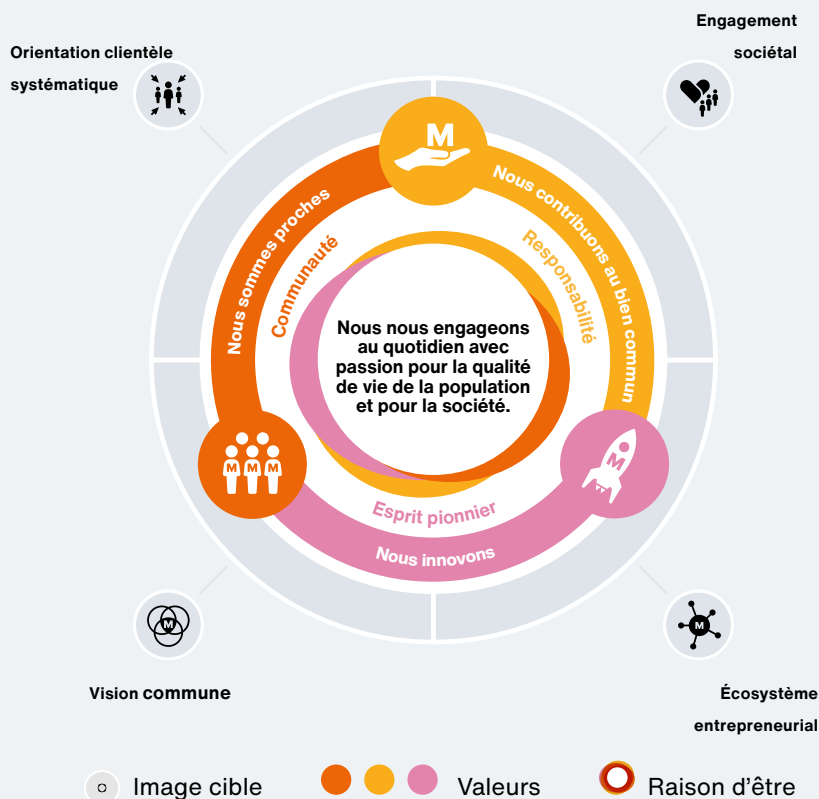 Engagement
sociétal
Orientation clientèle
systématique
M
Nous sommes proches
Nous contribuons au bien commun
Communauté
Responsabilité
Nous nous engageons
au quotidien avec
passion pour la qualité
de vie de la population
et pour la société.
M
M M M
Esprit pionnier
Nous innovons
M
M
Vision commune
Écosystème
entrepreneurial
Image cible
Valeurs
Raison d’être